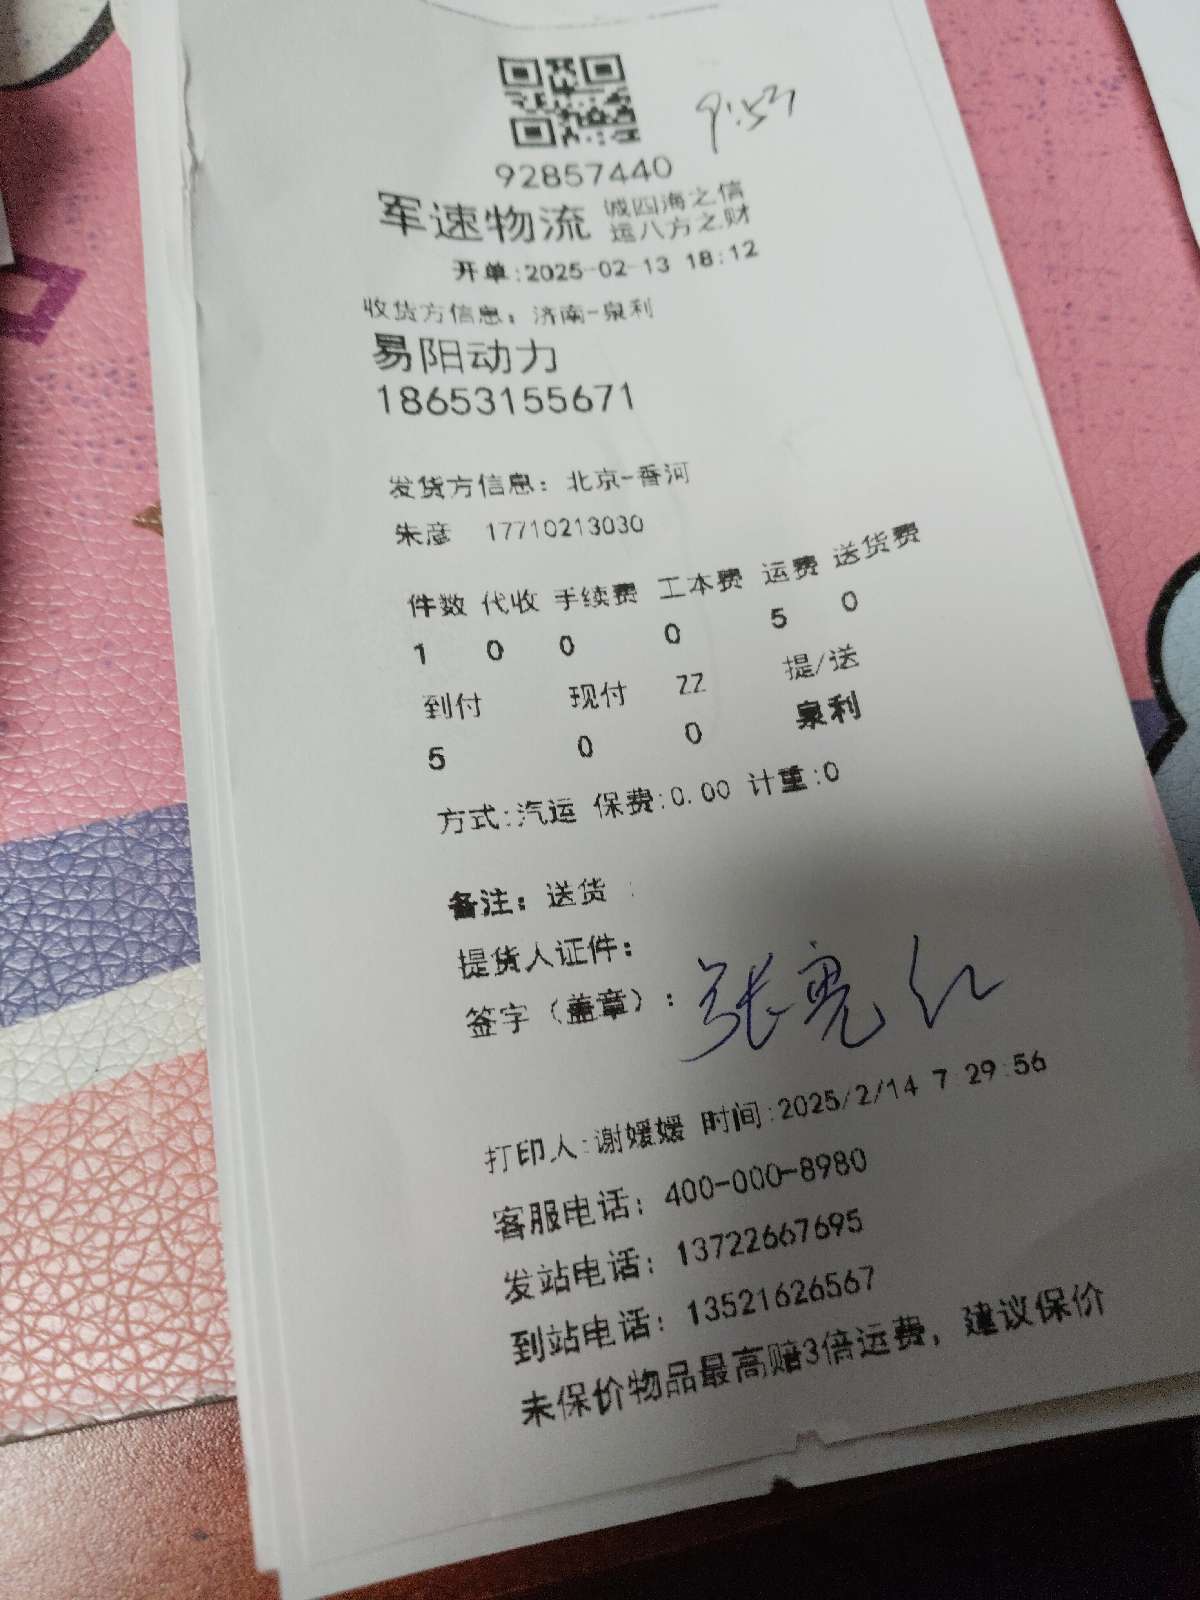 9:53
92857440
军速物流 诚四海之信
运八方之财
开单:2025-02-13 18:12
收货方信息：济南-泉利
易阳动力
18653155671
发货方信息：北京-香河
朱彦 17710213030
件数 代收 手续费 工本费 运费 送货费
1 0 0 0 5 0
到付 现付 ZZ 提/送
5 0 0 泉利
方式:汽运 保费:0.00 计重:0
备注：送货 :
提货人证件：
签字（盖章）：张亮红
打印人:谢媛媛 时间:2025/2/14 7:29:56
客服电话：400-000-8980
发站电话：13722667695
到站电话：13521626567
未保价物品最高赔3倍运费，建议保价